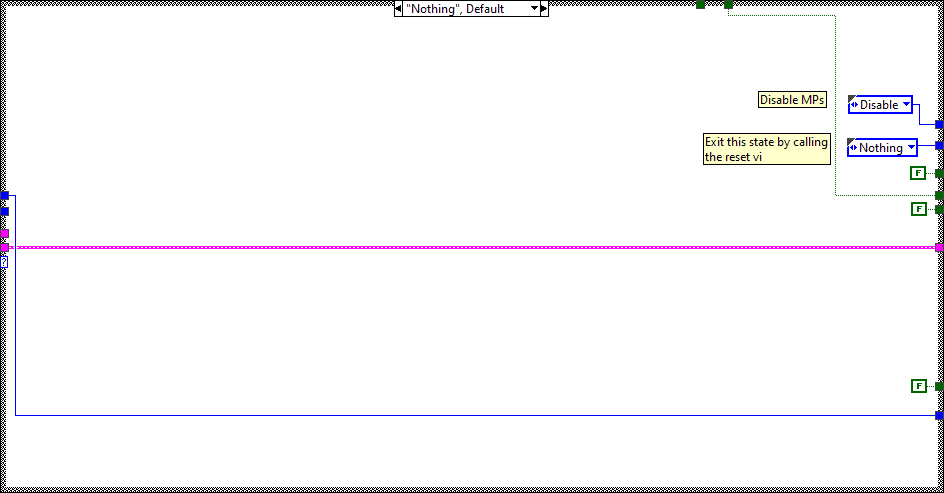 "Nothing", Default
Disable MPs
Disable
Exit this state by calling
the reset vi
Nothing
F
F
?
F